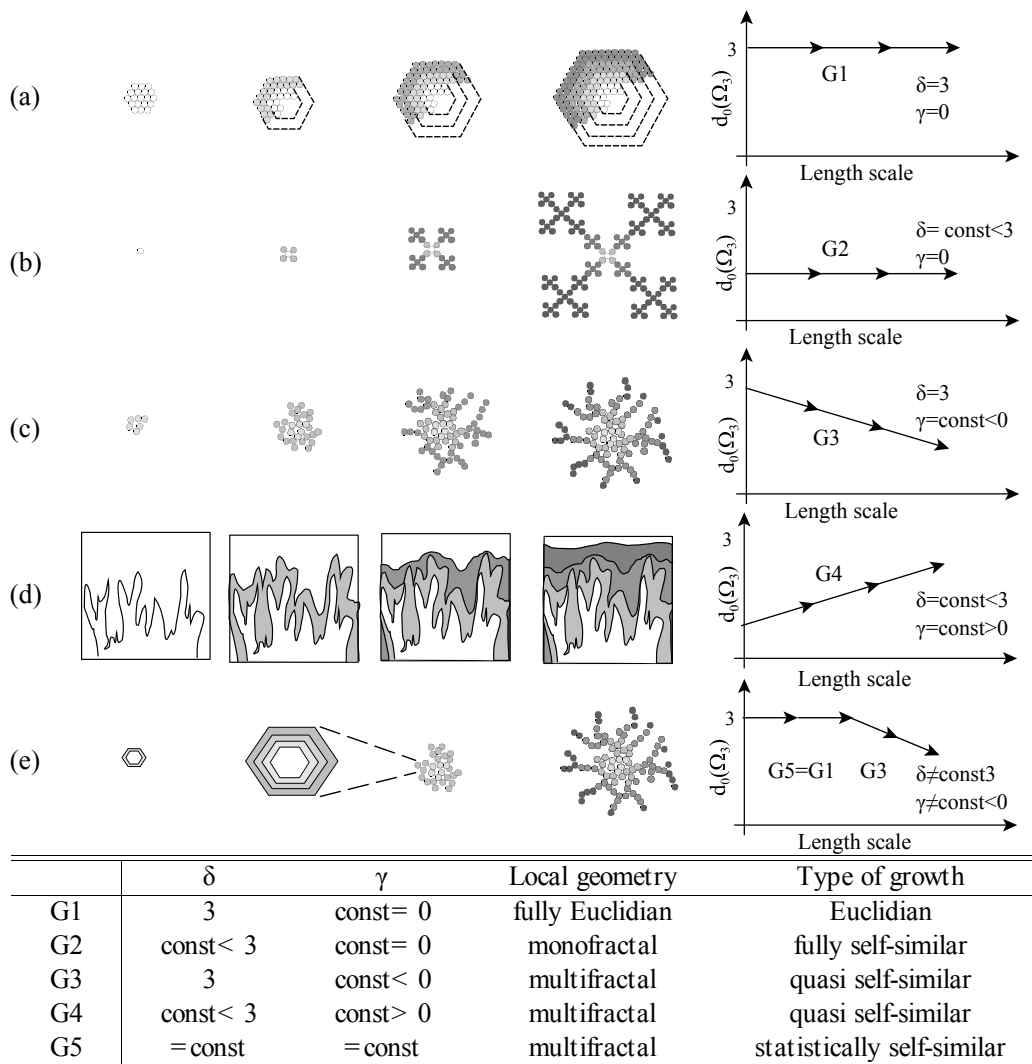 (a)
3
d₀(Ω₃)
G1
δ=3
γ=0
Length scale
(b)
3
d₀(Ω₃)
G2
δ= const<3
γ=0
Length scale
(c)
3
d₀(Ω₃)
G3
δ=3
γ=const<0
Length scale
(d)
3
d₀(Ω₃)
G4
δ=const<3
γ=const>0
Length scale
(e)
3
d₀(Ω₃)
G5=G1 G3
δ≠const3
γ≠const<0
Length scale
δ γ Local geometry Type of growth
G1 3 const= 0 fully Euclidian Euclidian
G2 const< 3 const= 0 monofractal fully self-similar
G3 3 const< 0 multifractal quasi self-similar
G4 const< 3 const> 0 multifractal quasi self-similar
G5 =const =const multifractal statistically self-similar